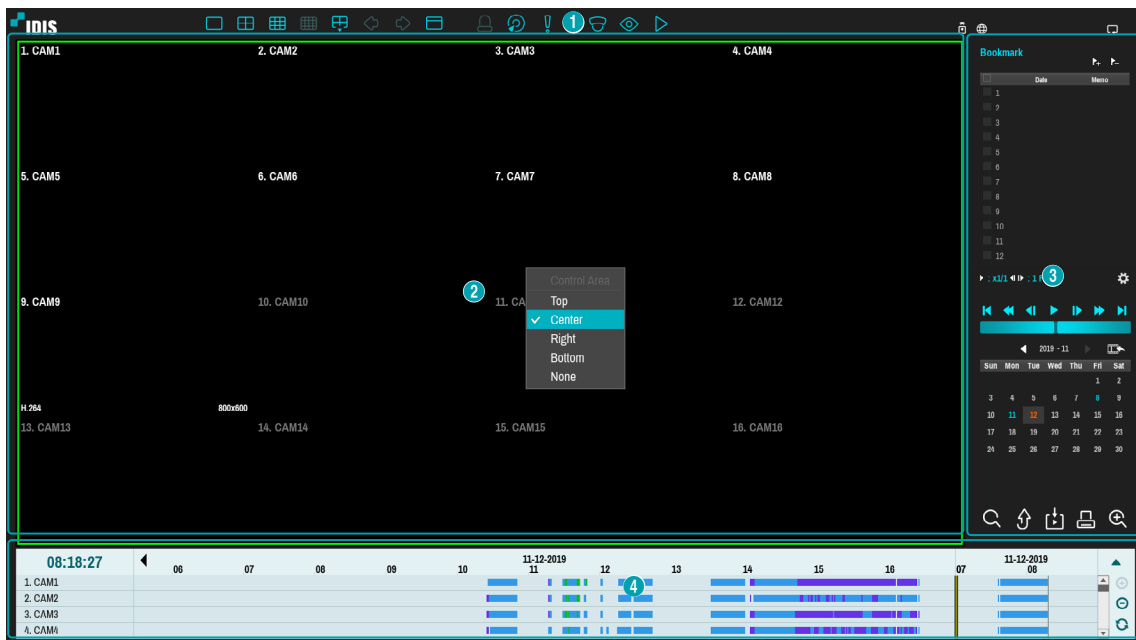 IDIS
1
1. CAM1 2. CAM2 3. CAM3 4. CAM4
5. CAM5 6. CAM6 7. CAM7 8. CAM8
2
Control Area
Top
Center
Right
Bottom
None
9. CAM9 10. CAM10 11. CA 12. CAM12
H.264 800x600
13. CAM13 14. CAM14 15. CAM15 16. CAM16
Bookmark
Date Memo
1
2
3
4
5
6
7
8
9
10
11
12
: x1/1 : 1 F
3
2019 - 11
Sun Mon Tue Wed Thu Fri Sat
1 2
3 4 5 6 7 8 9
10 11 12 13 14 15 16
17 18 19 20 21 22 23
24 25 26 27 28 29 30
08:18:27
11-12-2019 11-12-2019
06 07 08 09 10 11 12 13 14 15 16 07 08
1. CAM1
4
2. CAM2
3. CAM3
4. CAM4